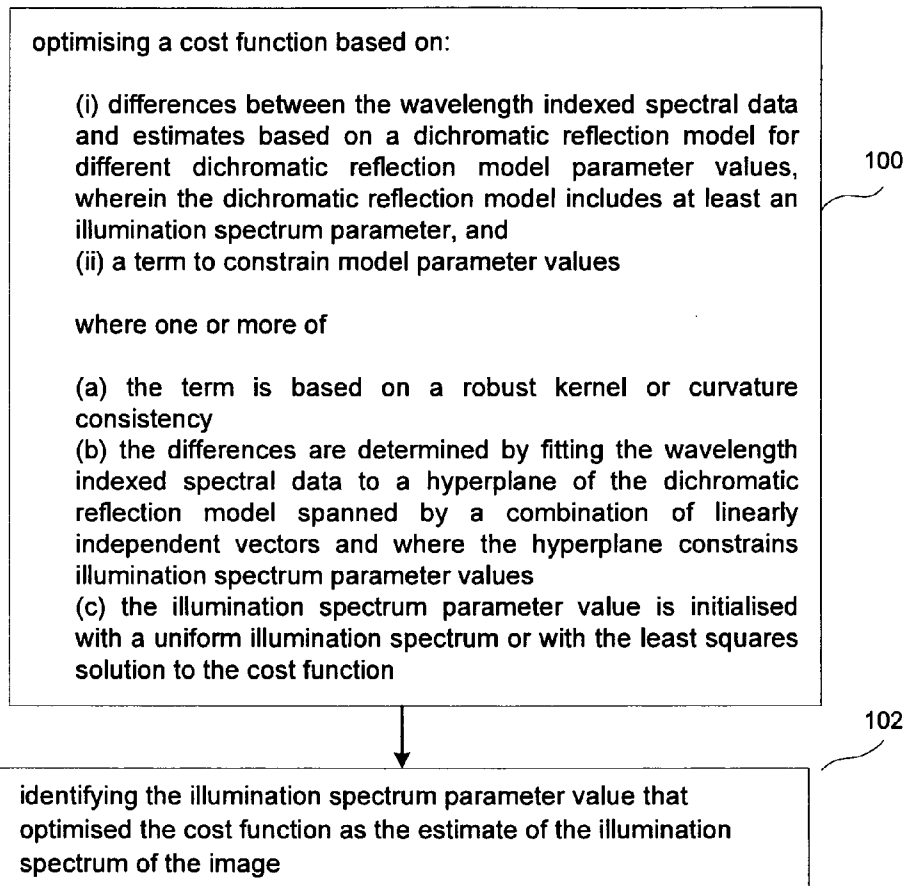 optimising a cost function based on:
(i) differences between the wavelength indexed spectral data
and estimates based on a dichromatic reflection model for
different dichromatic reflection model parameter values,
wherein the dichromatic reflection model includes at least an
illumination spectrum parameter, and
(ii) a term to constrain model parameter values
where one or more of
(a) the term is based on a robust kernel or curvature
consistency
(b) the differences are determined by fitting the wavelength
indexed spectral data to a hyperplane of the dichromatic
reflection model spanned by a combination of linearly
independent vectors and where the hyperplane constrains
illumination spectrum parameter values
(c) the illumination spectrum parameter value is initialised
with a uniform illumination spectrum or with the least squares
solution to the cost function
100
102
identifying the illumination spectrum parameter value that
optimised the cost function as the estimate of the illumination
spectrum of the image